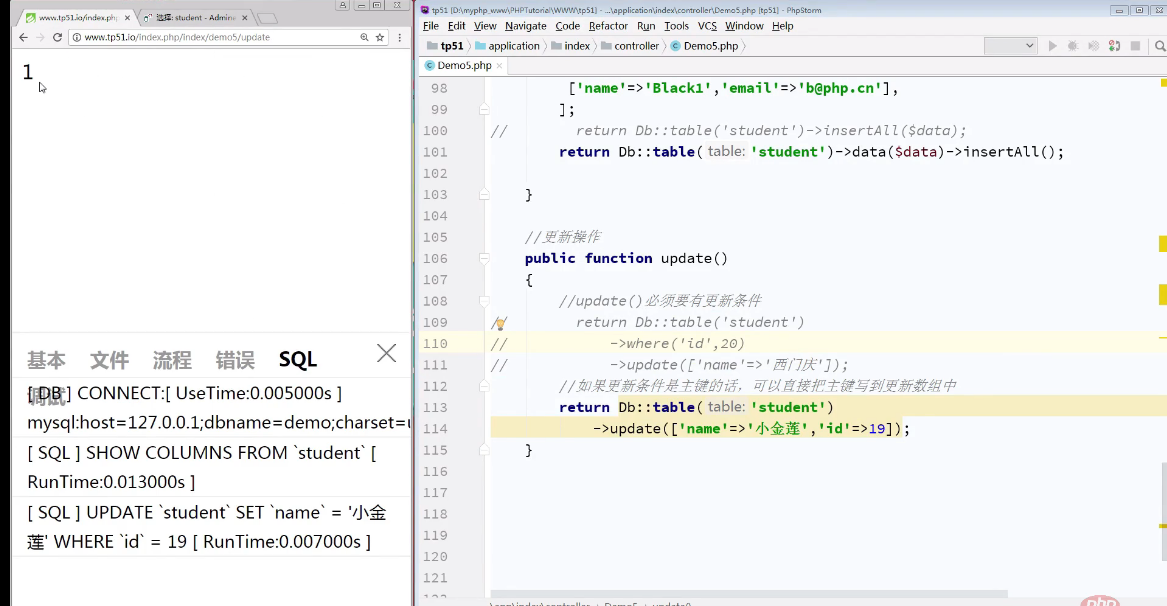 www.tp51.io/index.php
选择: student - Admine
www.tp51.io/index.php/index/demo5/update
1
基本 文件 流程 错误 SQL
调试
[ DB ] CONNECT:[ UseTime:0.005000s ]
mysql:host=127.0.0.1;dbname=demo;charset=u
[ SQL ] SHOW COLUMNS FROM `student` [
RunTime:0.013000s ]
[ SQL ] UPDATE `student` SET `name` = '小金
莲' WHERE `id` = 19 [ RunTime:0.007000s ]
tp51 [D:\myphp_www\PHPTutorial\WWW\tp51] - ...\application\index\controller\Demo5.php [tp51] - PhpStorm
File Edit View Navigate Code Refactor Run Tools VCS Window Help
tp51 application index controller Demo5.php
Demo5.php
98 ['name'=>'Black1','email'=>'b@php.cn'],
99 ];
100 // return Db::table('student')->insertAll($data);
101 return Db::table( table: 'student')->data($data)->insertAll();
102
103 }
104
105 //更新操作
106 public function update()
107 {
108 //update()必须要有更新条件
109 // return Db::table('student')
110 // ->where('id',20)
111 // ->update(['name'=>'西门庆']);
112 //如果更新条件是主键的话，可以直接把主键写到更新数组中
113 return Db::table( table: 'student')
114 ->update(['name'=>'小金莲','id'=>19]);
115 }
116
117
118
119
120
121
php